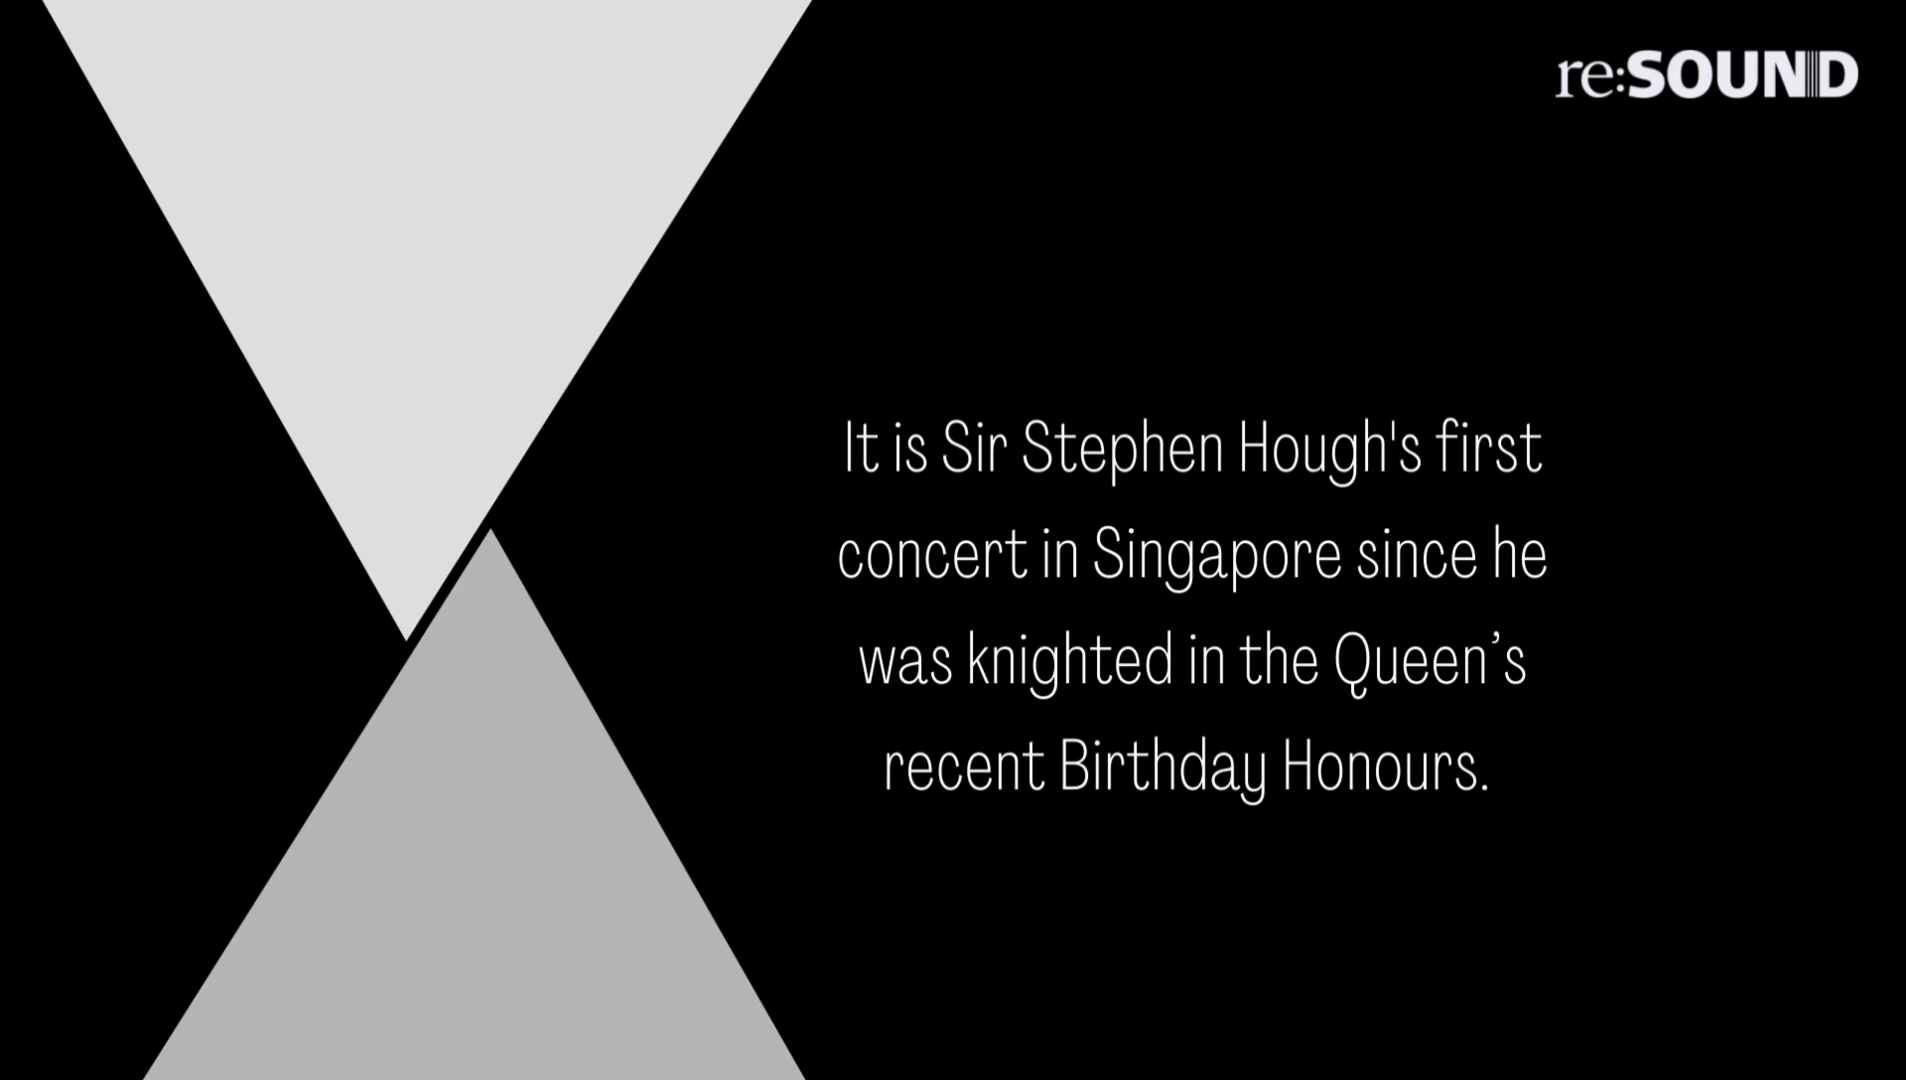 re:SOUND
It is Sir Stephen Hough's first
concert in Singapore since he
was knighted in the Queen’s
recent Birthday Honours.